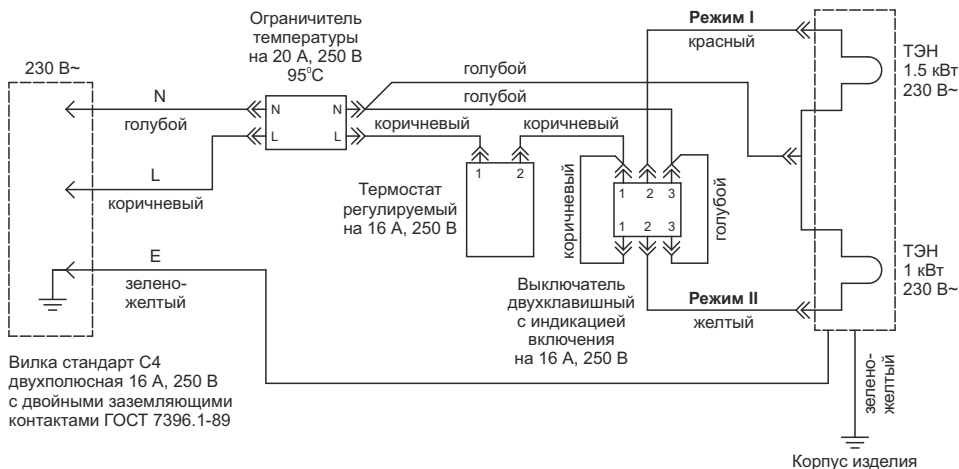 Ограничитель
температуры
на 20 А, 250 В
95⁰С
Режим I
красный
ТЭН
1.5 кВт
230 В~
230 В~
N
голубой
N
N
L
L
голубой
голубой
коричневый
коричневый
L
коричневый
1
2
Термостат
регулируемый
на 16 А, 250 В
коричневый
1
2
3
1
2
3
голубой
E
зелено-
желтый
Выключатель
двухклавишный
с индикацией
включения
на 16 А, 250 В
Режим II
желтый
ТЭН
1 кВт
230 В~
Вилка стандарт С4
двухполюсная 16 А, 250 В
с двойными заземляющими
контактами ГОСТ 7396.1-89
зелено-
желтый
Корпус изделия